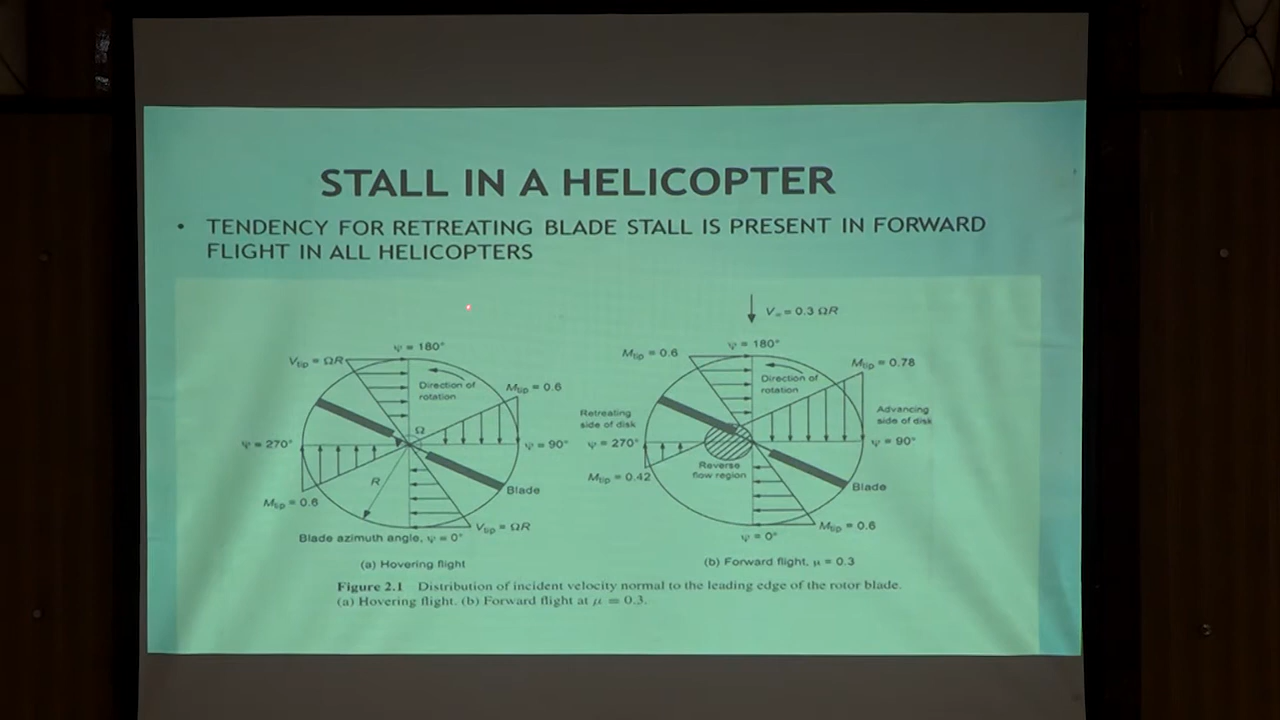 STALL IN A HELICOPTER
• TENDENCY FOR RETREATING BLADE STALL IS PRESENT IN FORWARD
FLIGHT IN ALL HELICOPTERS
V∞ = 0.3 ΩR
ψ = 180°
Vtip = ΩR
Direction of
rotation
Mtip = 0.6
Ω
ψ = 270°
ψ = 90°
R
Mtip = 0.6
Blade
Vtip = ΩR
Blade azimuth angle, ψ = 0°
(a) Hovering flight
ψ = 180°
Mtip = 0.6
Mtip = 0.78
Direction of
rotation
Retreating
side of disk
Advancing
side of disk
ψ = 270°
ψ = 90°
Reverse
flow region
Mtip = 0.42
Blade
Mtip = 0.6
ψ = 0°
(b) Forward flight, μ = 0.3
Figure 2.1 Distribution of incident velocity normal to the leading edge of the rotor blade.
(a) Hovering flight. (b) Forward flight at μ = 0.3.